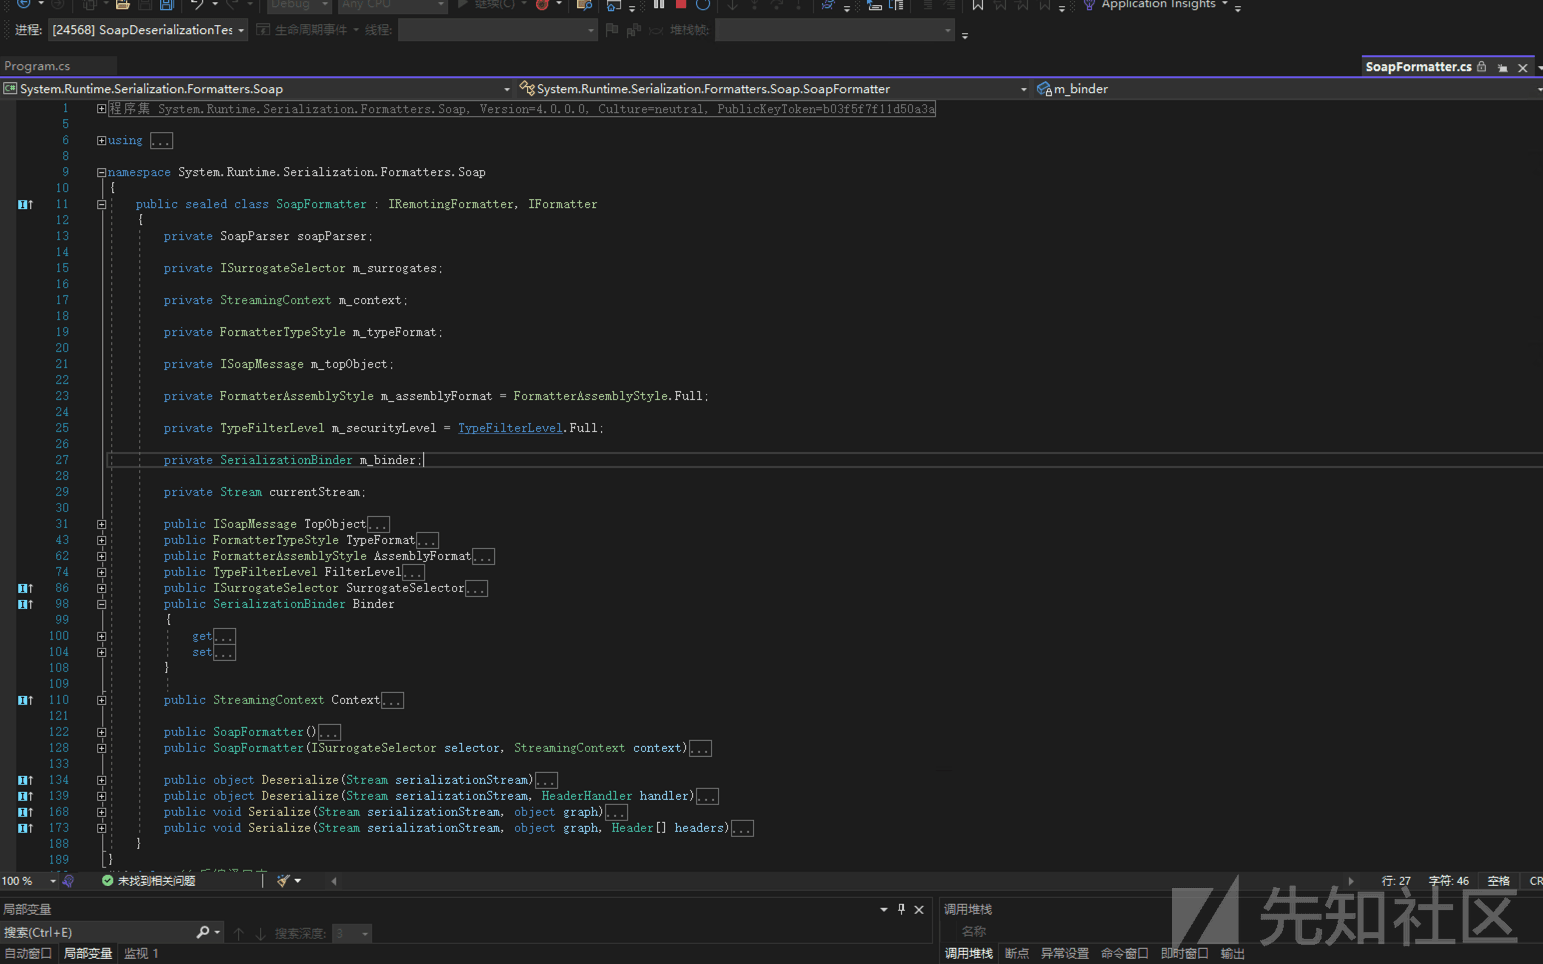 Debug Any CPU 继续(C) Application Insights
进程: [24568] SoapDeserializationTes 生命周期事件 线程: 堆栈帧:
Program.cs SoapFormatter.cs
C# System.Runtime.Serialization.Formatters.Soap System.Runtime.Serialization.Formatters.Soap.SoapFormatter m_binder
1 程序集 System.Runtime.Serialization.Formatters.Soap, Version=4.0.0.0, Culture=neutral, PublicKeyToken=b03f5f7f11d50a3a
5
6 using ...
8
9 namespace System.Runtime.Serialization.Formatters.Soap
10 {
11 public sealed class SoapFormatter : IRemotingFormatter, IFormatter
12 {
13 private SoapParser soapParser;
14
15 private ISurrogateSelector m_surrogates;
16
17 private StreamingContext m_context;
18
19 private FormatterTypeStyle m_typeFormat;
20
21 private ISoapMessage m_topObject;
22
23 private FormatterAssemblyStyle m_assemblyFormat = FormatterAssemblyStyle.Full;
24
25 private TypeFilterLevel m_securityLevel = TypeFilterLevel.Full;
26
27 private SerializationBinder m_binder;
28
29 private Stream currentStream;
30
31 public ISoapMessage TopObject...
43 public FormatterTypeStyle TypeFormat...
62 public FormatterAssemblyStyle AssemblyFormat...
74 public TypeFilterLevel FilterLevel...
86 public ISurrogateSelector SurrogateSelector...
98 public SerializationBinder Binder
99 {
100 get...
104 set...
108 }
109
110 public StreamingContext Context...
121
122 public SoapFormatter()...
128 public SoapFormatter(ISurrogateSelector selector, StreamingContext context)...
133
134 public object Deserialize(Stream serializationStream)...
139 public object Deserialize(Stream serializationStream, HeaderHandler handler)...
168 public void Serialize(Stream serializationStream, object graph)...
173 public void Serialize(Stream serializationStream, object graph, Header[] headers)...
188 }
189 }
100 % 未找到相关问题 行: 27 字符: 46 空格 CR
局部变量 调用堆栈
搜索(Ctrl+E) 搜索深度: 3 名称
自动窗口 局部变量 监视 1 调用堆栈 断点 异常设置 命令窗口 即时窗口 输出
先知社区